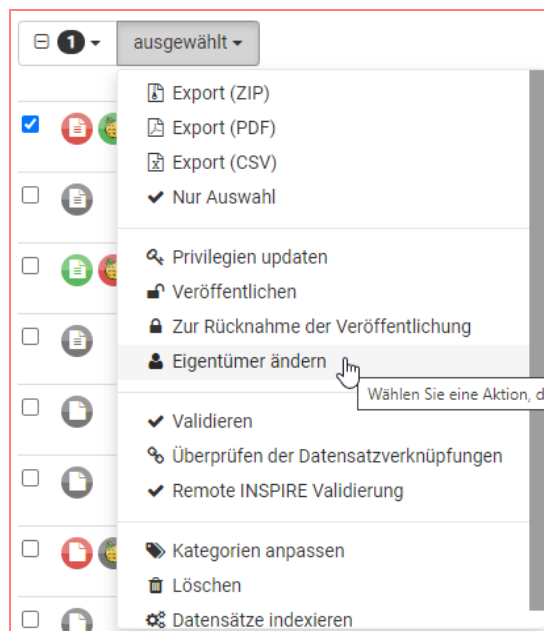 1 ausgewählt
Export (ZIP)
Export (PDF)
Export (CSV)
Nur Auswahl
Privilegien updaten
Veröffentlichen
Zur Rücknahme der Veröffentlichung
Eigentümer ändern
Wählen Sie eine Aktion, d
Validieren
Überprüfen der Datensatzverknüpfungen
Remote INSPIRE Validierung
Kategorien anpassen
Löschen
Datensätze indexieren